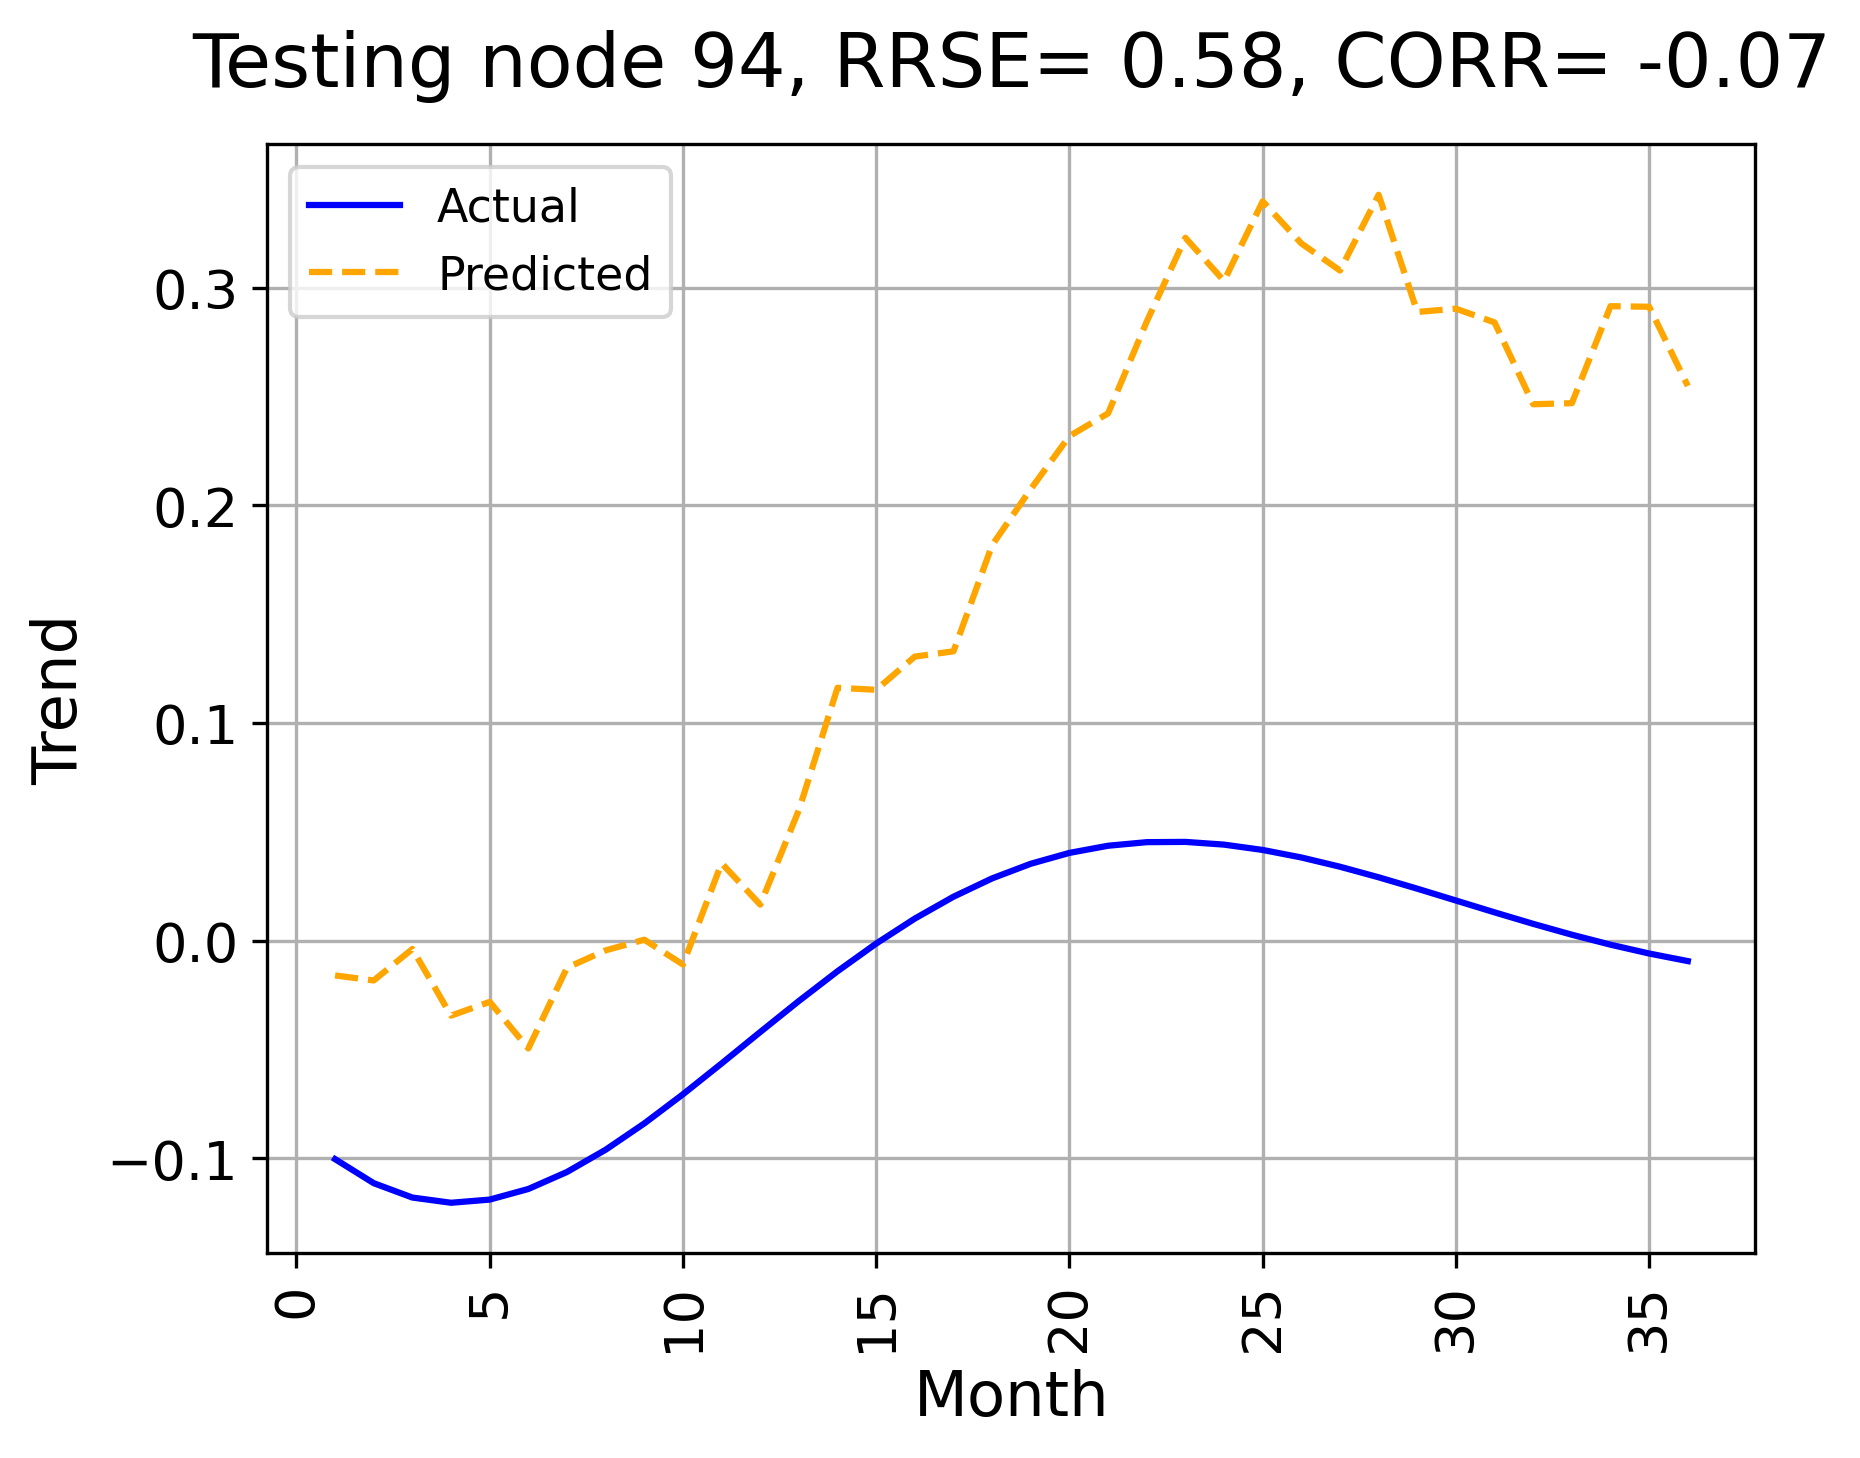 Testing node 94, RRSE= 0.58, CORR= -0.07
Actual
Predicted
0.3
0.2
0.1
0.0
−0.1
Trend
0 5 10 15 20 25 30 35
Month